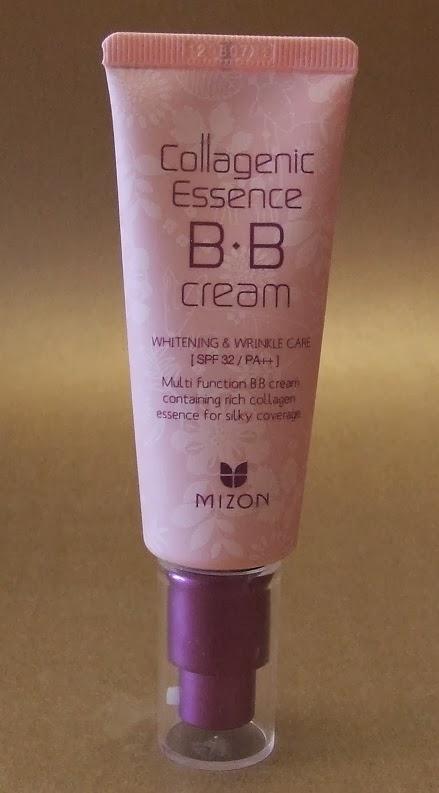 Collagenic
Essence
B·B
cream
WHITENING & WRINKLE CARE
[ SPF 32 / PA++ ]
Multi function B.B cream
containing rich collagen
essence for silky coverage
MIZON